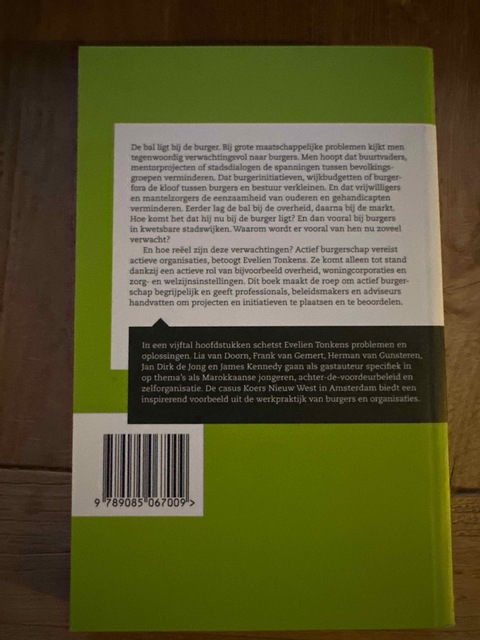 De bal ligt bij de burger. Bij grote maatschappelijke problemen kijkt men
tegenwoordig verwachtingsvol naar burgers. Men hoopt dat buurtvaders,
mentorprojecten of stadsdialogen de spanningen tussen bevolkings-
groepen verminderen. Dat burgerinitiatieven, wijkbudgetten of burger-
fora de kloof tussen burgers en bestuur verkleinen. En dat vrijwilligers
en mantelzorgers de eenzaamheid van ouderen en gehandicapten
verminderen. Eerder lag de bal bij de overheid, daarna bij de markt.
Hoe komt het dat hij nu bij de burger ligt? En dan vooral bij burgers
in kwetsbare stadswijken. Waarom wordt er vooral van hen nu zoveel
verwacht?
En hoe reëel zijn deze verwachtingen? Actief burgerschap vereist
actieve organisaties, betoogt Evelien Tonkens. Ze komt alleen tot stand
dankzij een actieve rol van bijvoorbeeld overheid, woningcorporaties en
zorg- en welzijnsinstellingen. Dit boek maakt de roep om actief burger-
schap begrijpelijk en geeft professionals, beleidsmakers en adviseurs
handvatten om projecten en initiatieven te plaatsen en te beoordelen.
In een vijftal hoofdstukken schetst Evelien Tonkens problemen en
oplossingen. Lia van Doorn, Frank van Gemert, Herman van Gunsteren,
Jan Dirk de Jong en James Kennedy gaan als gastauteur specifiek in
op thema's als Marokkaanse jongeren, achter-de-voordeurbeleid en
zelforganisatie. De casus Koers Nieuw West in Amsterdam biedt een
inspirerend voorbeeld uit de werkpraktijk van burgers en organisaties.
9 789085 067009 >